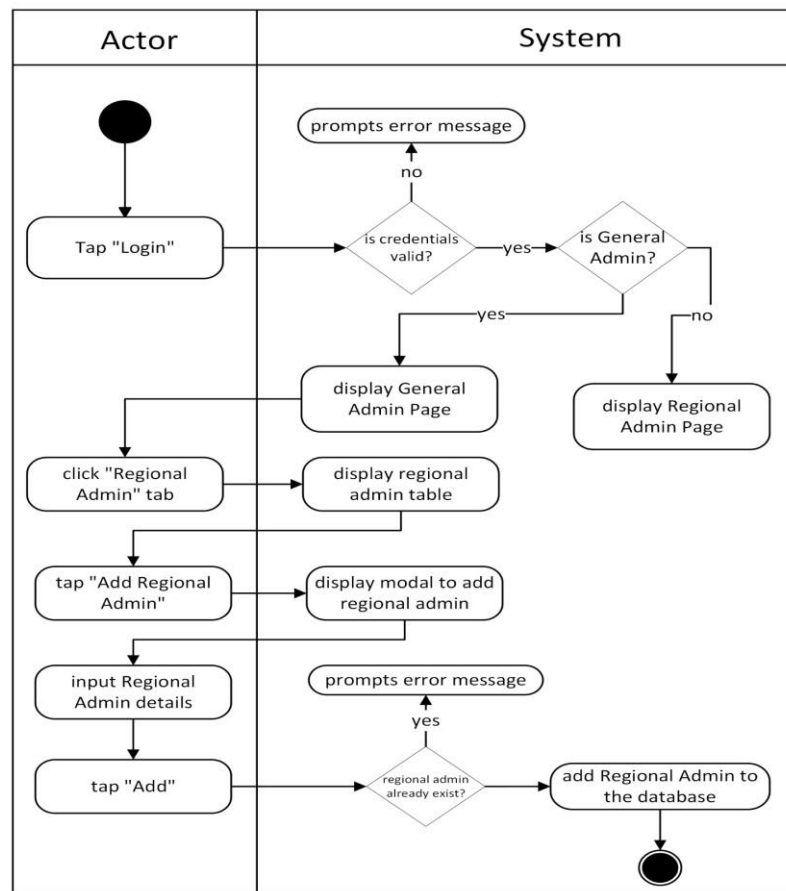 Actor
System
prompts error message
no
Tap "Login"
is credentials
valid?
yes
is General
Admin?
yes
no
display General
Admin Page
display Regional
Admin Page
click "Regional
Admin" tab
display regional
admin table
tap "Add Regional
Admin"
display modal to add
regional admin
input Regional
Admin details
prompts error message
yes
tap "Add"
regional admin
already exist?
add Regional Admin to
the database